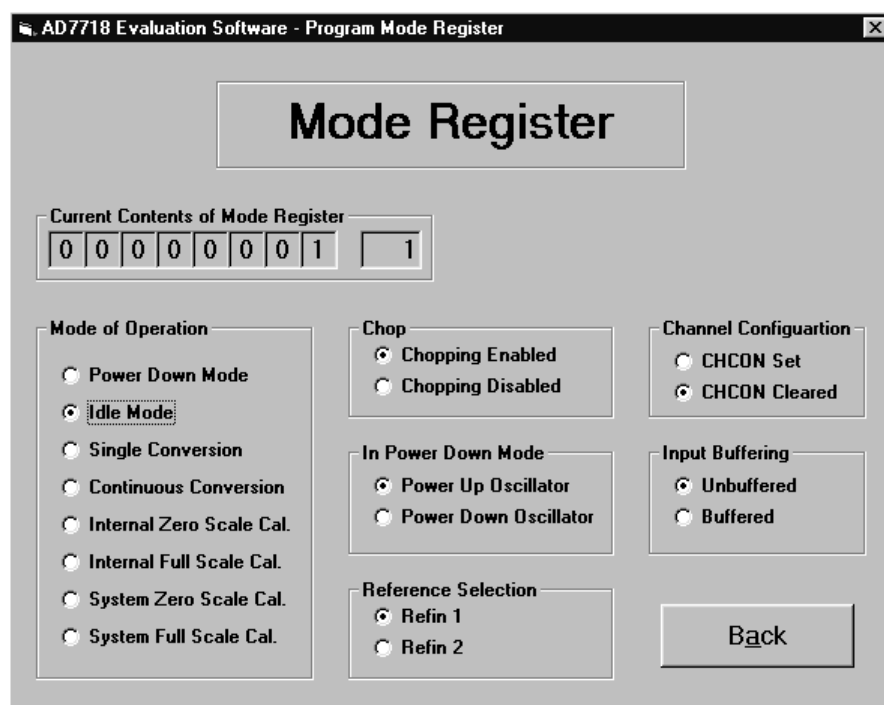 AD7718 Evaluation Software - Program Mode Register
Mode Register
Current Contents of Mode Register
0 0 0 0 0 0 0 1 1
Mode of Operation
Power Down Mode
Idle Mode
Single Conversion
Continuous Conversion
Internal Zero Scale Cal.
Internal Full Scale Cal.
System Zero Scale Cal.
System Full Scale Cal.
Chop
Chopping Enabled
Chopping Disabled
In Power Down Mode
Power Up Oscillator
Power Down Oscillator
Reference Selection
Refin 1
Refin 2
Channel Configuartion
CHCON Set
CHCON Cleared
Input Buffering
Unbuffered
Buffered
Back